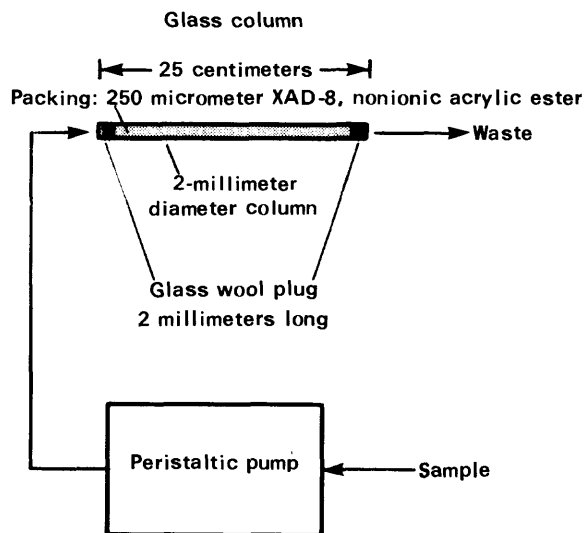 Glass column
25 centimeters
Packing: 250 micrometer XAD-8, nonionic acrylic ester
Waste
2-millimeter
diameter column
Glass wool plug
2 millimeters long
Peristaltic pump
Sample